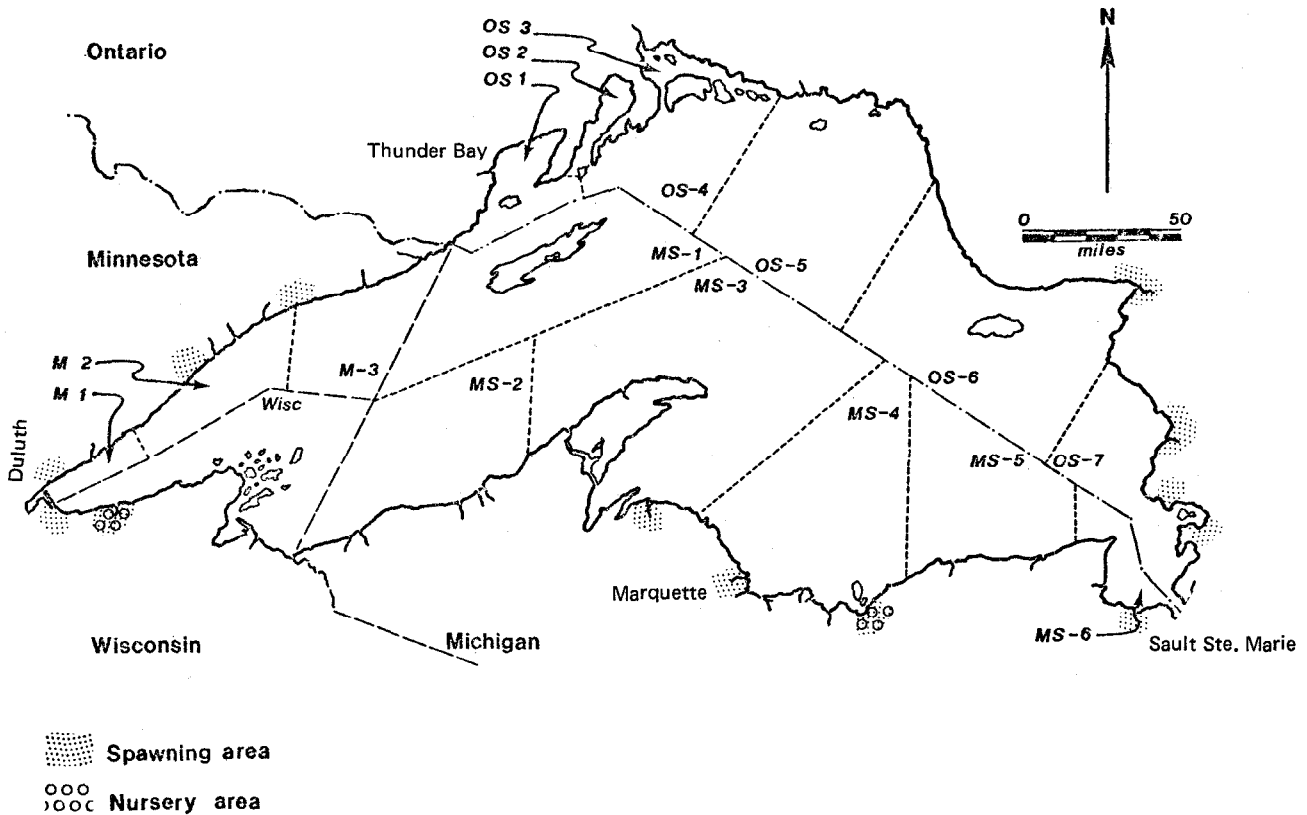 N
Ontario
OS 3
OS 2
OS 1
Thunder Bay
OS-4
0 50
miles
Minnesota
MS-1
OS-5
MS-3
M 2
M 1
M-3
MS-2
OS-6
Wisc
MS-4
Duluth
MS-5
OS-7
Marquette
MS-6
Sault Ste. Marie
Wisconsin
Michigan
Spawning area
Nursery area